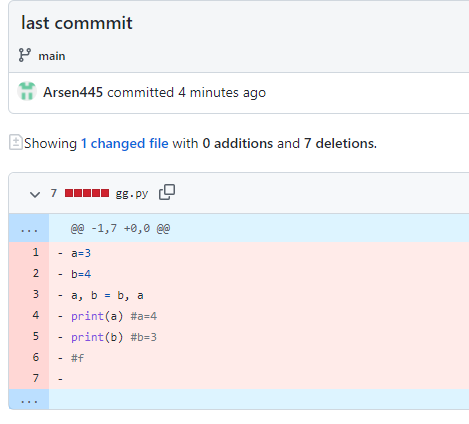 last commmit
main
Arsen445 committed 4 minutes ago
Showing 1 changed file with 0 additions and 7 deletions.
7 gg.py
... @@ -1,7 +0,0 @@
1 - a=3
2 - b=4
3 - a, b = b, a
4 - print(a) #a=4
5 - print(b) #b=3
6 - #f
7 -
...